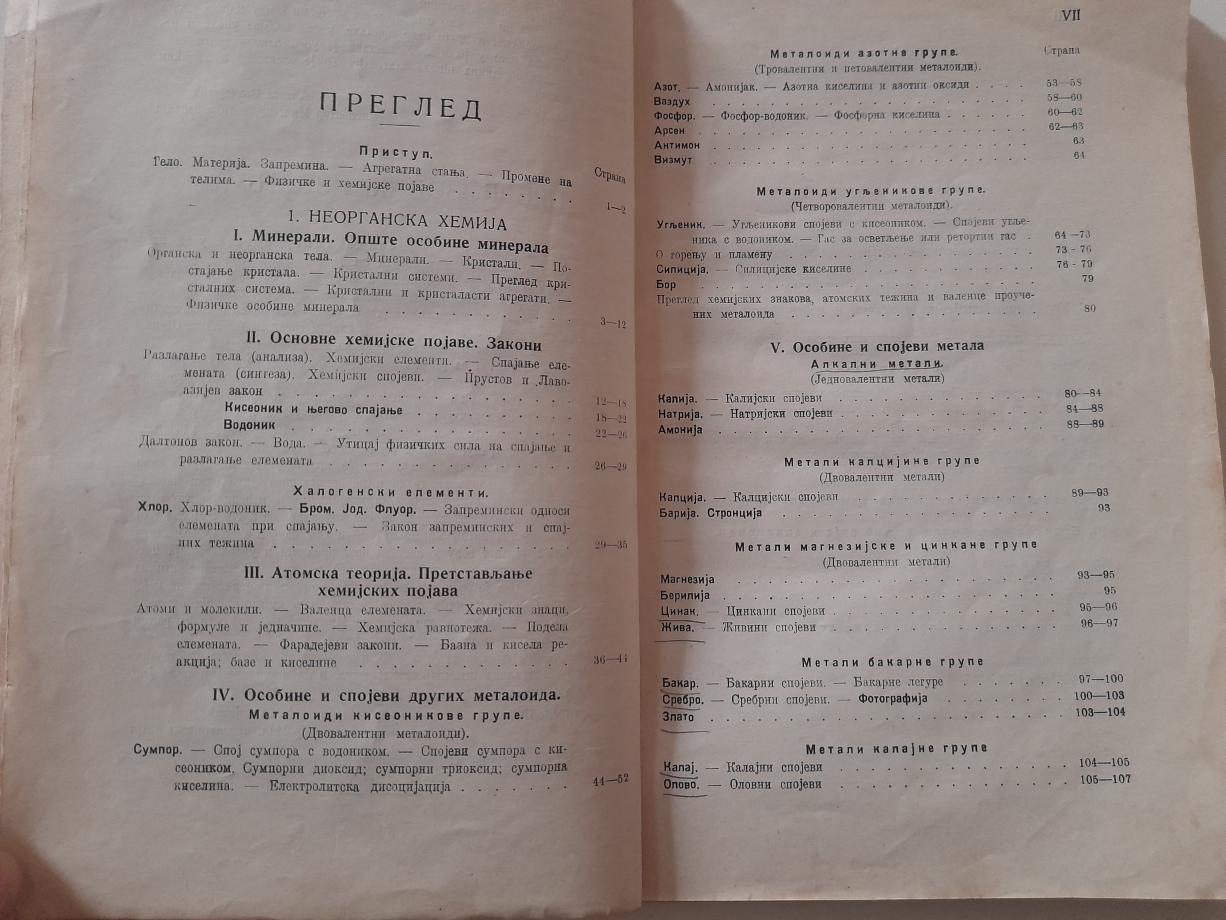 ПРЕГЛЕД
Приступ.
Страна
Тело. Материја. Запремина. — Агрегатна стања. — Промене на
телима. — Физичке и хемијске појаве . . . . . . 1—2
I. НЕОРГАНСКА ХЕМИЈА
I. Минерали. Опште особине минерала
Органска и неорганска тела. — Минерали. — Кристали. — По-
стајање кристала. — Кристални системи. — Преглед кри-
сталних система. — Кристални и кристаласти агрегати. —
Физичке особине минерала . . . . . . . . . . 3—12
II. Основне хемијске појаве. Закони
Разлагање тела (анализа). Хемијски елементи. — Спајање еле-
мената (синтеза). Хемијски спојеви. — Прустов и Лаво-
азијев закон . . . . . . . . . . . . . . . 12—18
Кисеоник и његово спајање . . . . . . . . 18—22
Водоник . . . . . . . . . . . . . . . 22—26
Далтонов закон. — Вода. — Утицај физичких сила на спајање и
разлагање елемената . . . . . . . . . . . . . 26—29
Халогенски елементи.
Хлор. Хлор-водоник. — Бром. Јод. Флуор. — Запремински односи
елемената при спајању. — Закон запреминских и спај-
них тежина . . . . . . . . . . . . . . . . 29—35
III. Атомска теорија. Претстављање
хемијских појава
Атоми и молекили. — Валенца елемената. — Хемијски знаци,
формуле и једначине. — Хемијска равнотежа. — Подела
елемената. — Фарадејеви закони. — Базна и кисела ре-
акција; базе и киселине . . . . . . . . . . . . 36—44
IV. Особине и спојеви других металоида.
Металоиди кисеоникове групе.
(Двовалентни металоиди).
Сумпор. — Спој сумпора с водоником. — Спојеви сумпора с ки-
сеоником, Сумпорни диоксид; сумпорни триоксид; сумпорна
киселина. — Електролитска дисоцијација . . . . . . 44—52
VII
Металоиди азотне групе. Страна
(Тровалентни и петовалентни металоиди).
Азот. — Амонијак. — Азотна киселина и азотни оксиди . . . . 53—58
Ваздух . . . . . . . . . . . . . . . . . . . . 58—60
Фосфор. — Фосфор-водоник. — Фосфорна киселина . . . . . . 60—62
Арсен . . . . . . . . . . . . . . . . . . . . . 62—63
Антимон . . . . . . . . . . . . . . . . . . . . 63
Визмут . . . . . . . . . . . . . . . . . . . . 64
Металоиди угљеникове групе.
(Четворовалентни металоиди).
Угљеник. — Угљеникови спојеви с кисеоником. — Спојеви угље-
ника с водоником. — Гас за осветљење или ретортни гас . 64—73
О горењу и пламену . . . . . . . . . . . . . . . 73-76
Силиција. — Силицијске киселине . . . . . . . . . . . 76-79
Бор . . . . . . . . . . . . . . . . . . . . . . 79
Преглед хемијских знакова, атомских тежина и валенце проуче-
них металоида . . . . . . . . . . . . . . . . 80
V. Особине и спојеви метала
Алкални метали.
(Једновалентни метали)
Калија. — Калијски спојеви . . . . . . . . . . . . . 80—84
Натрија. — Натријски спојеви . . . . . . . . . . . . 84—88
Амонија . . . . . . . . . . . . . . . . . . . . 88—89
Метали калцијине групе
(Двовалентни метали)
Калција. — Калцијски спојеви . . . . . . . . . . . . 89—93
Барија. Стронција . . . . . . . . . . . . . . . . 93
Метали магнезијске и цинкане групе
(Двовалентни метали)
Магнезија . . . . . . . . . . . . . . . . . . . 93—95
Берилија . . . . . . . . . . . . . . . . . . . . 95
Цинак. — Цинкани спојеви . . . . . . . . . . . . . 95—96
Жива. — Живини спојеви . . . . . . . . . . . . . . 96—97
Метали бакарне групе
Бакар. — Бакарни спојеви. — Бакарне легуре . . . . . . . 97—100
Сребро. — Сребрни спојеви. — Фотографија . . . . . . . 100—103
Злато . . . . . . . . . . . . . . . . . . . . . 103—104
Метали калајне групе
Калај. — Калајни спојеви . . . . . . . . . . . . . . 104—105
Олово. — Оловни спојеви . . . . . . . . . . . . . . 105—107